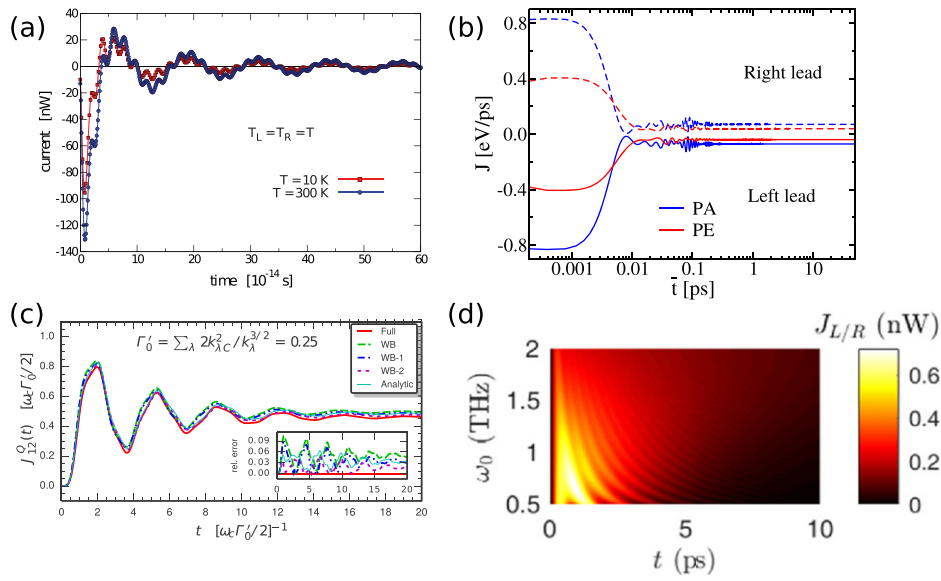 (a)
40
20
0
-20
-40
-60
-80
-100
-120
-140
current [nW]
T_L = T_R = T
T = 10 K
T = 300 K
0 10 20 30 40 50 60
time [10^-14 s]
(b)
0.8
0.4
0.0
-0.4
-0.8
J [eV/ps]
Right lead
Left lead
PA
PE
0.001 0.01 0.1 1 10
t̄ [ps]
(c)
Γ'_0 = ∑_λ 2k²_λC / k_λ^3/2 = 0.25
Full
WB
WB-1
WB-2
Analytic
1.0
0.8
0.6
0.4
0.2
0.0
J^Q_12(t) [ω_c Γ'_0/2]
rel. error
0.09
0.06
0.03
0.00
0 5 10 15 20
0 2 4 6 8 10 12 14 16 18 20
t [ω_c Γ'_0/2]^-1
(d)
J_L/R (nW)
2
1.5
1
0.5
ω_0 (THz)
0 5 10
t (ps)
0.6
0.4
0.2
0